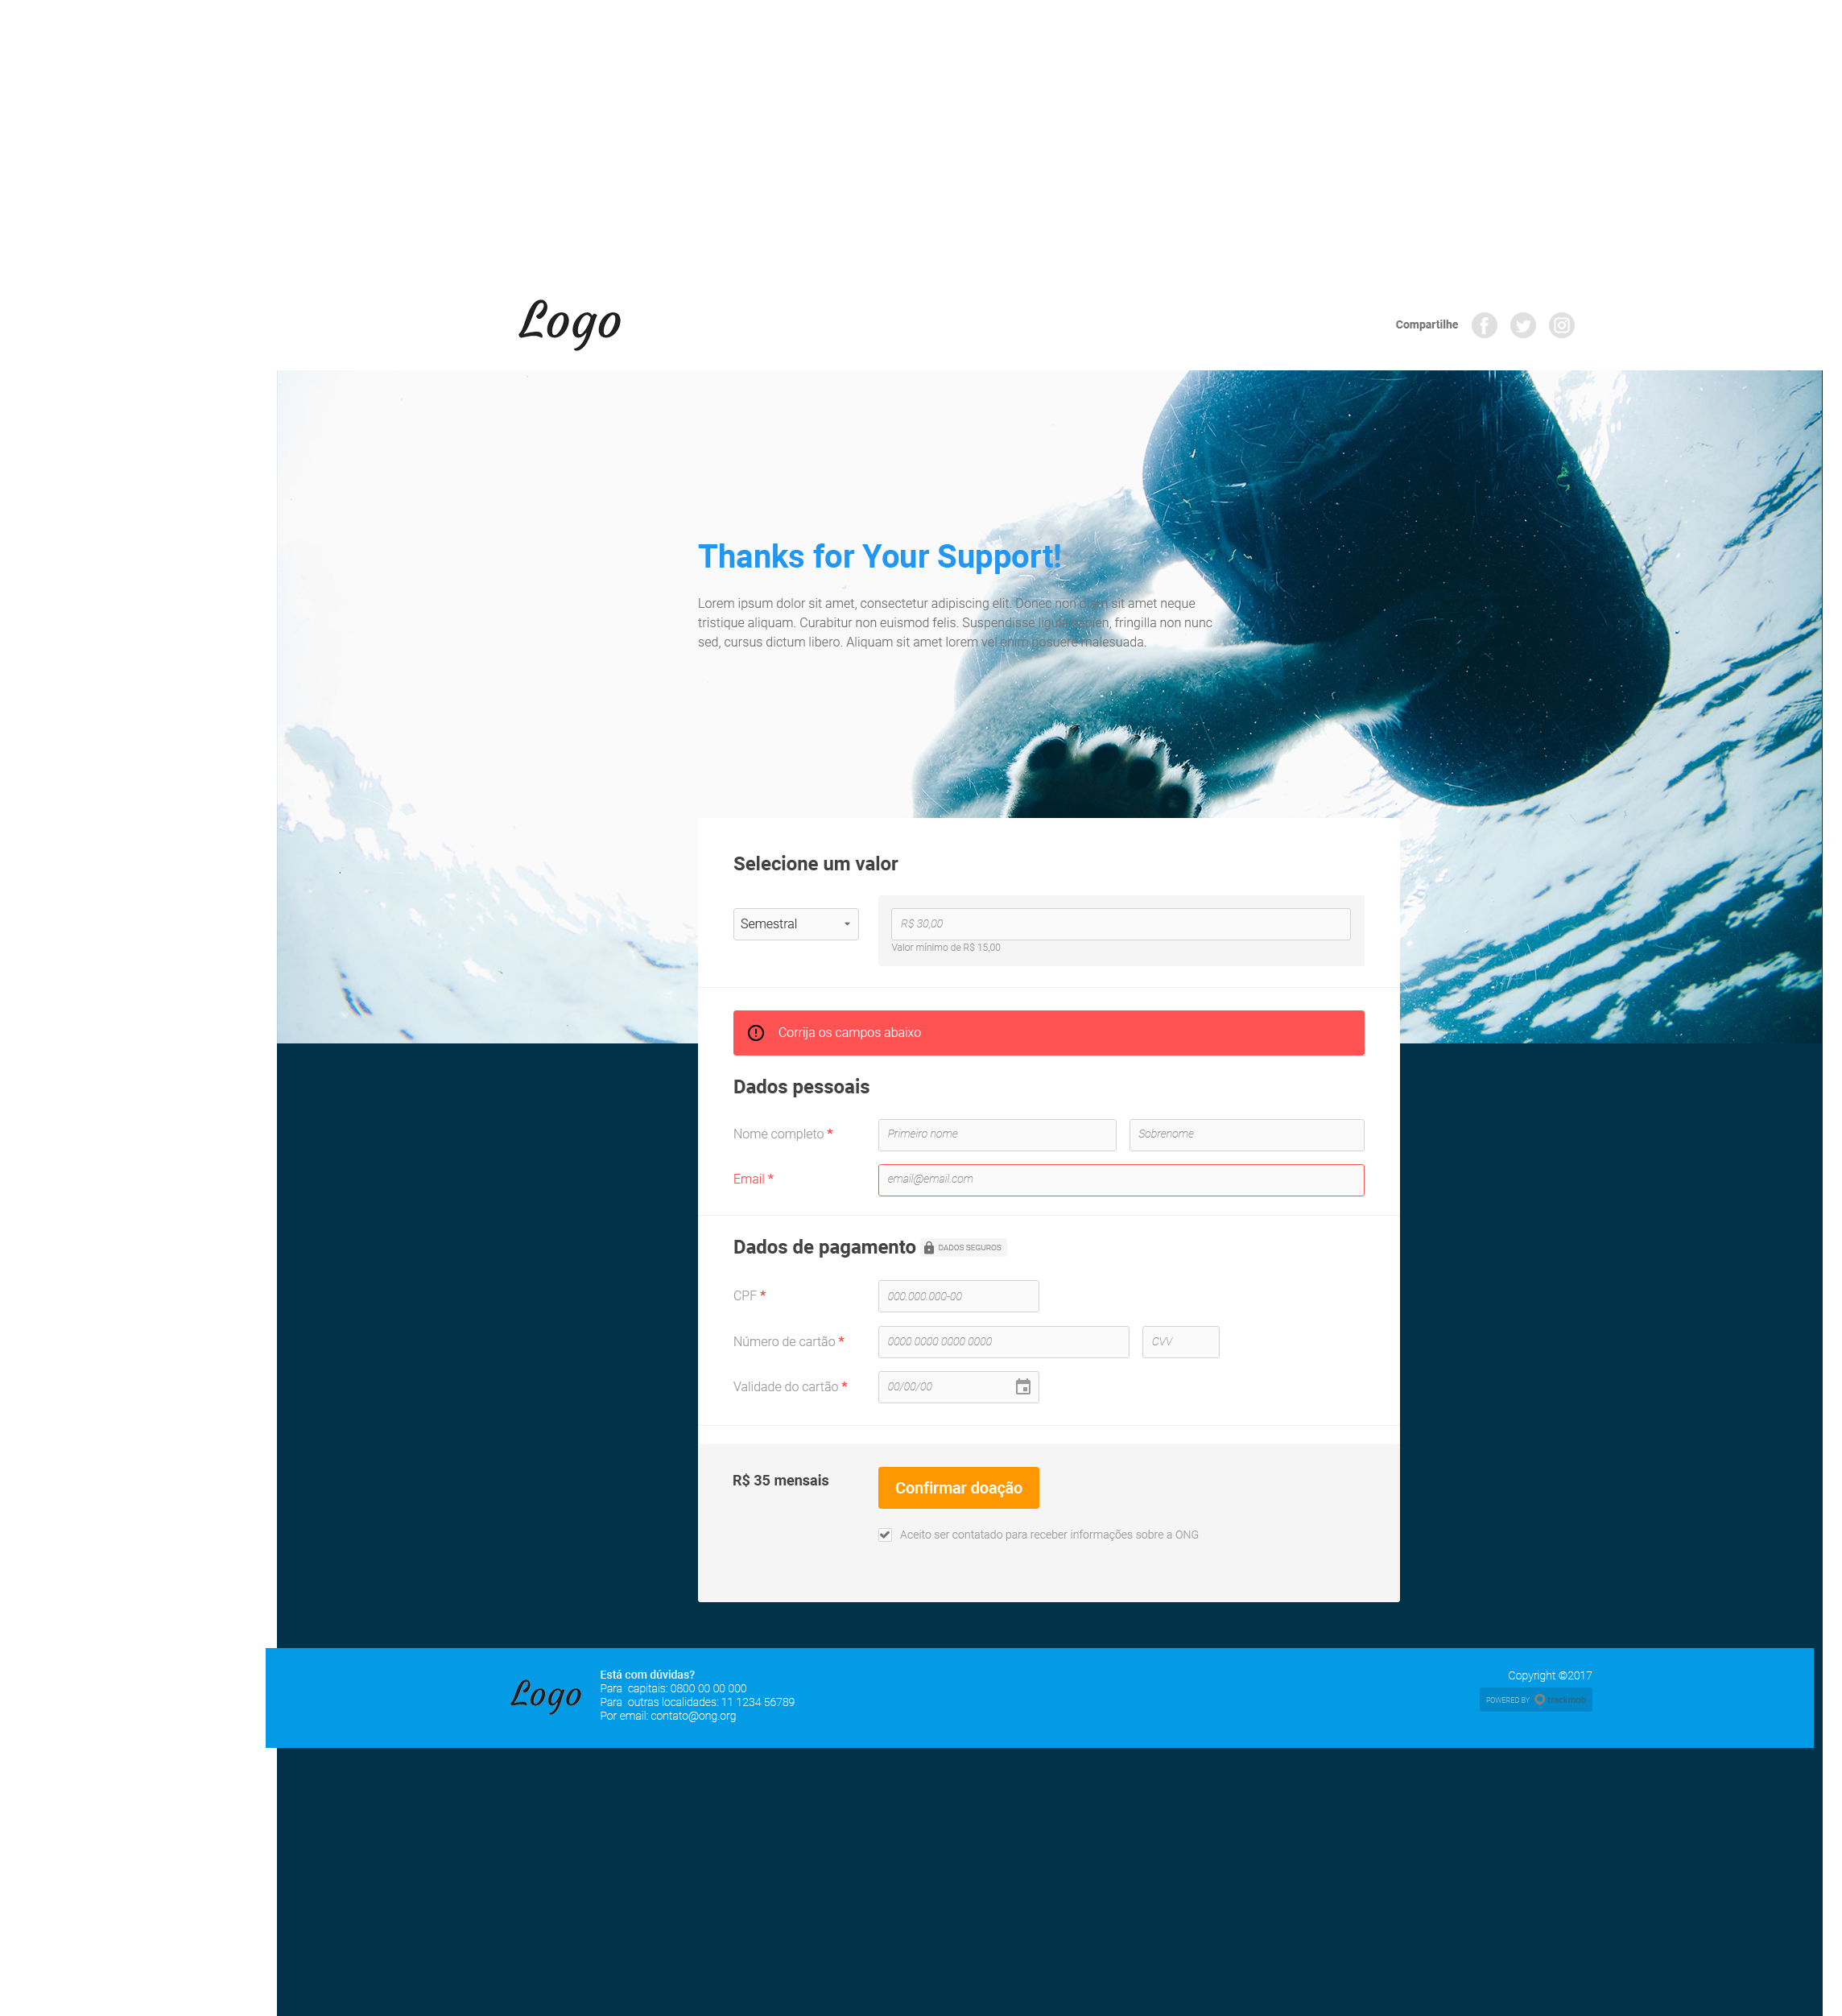 Logo
Compartilhe
Thanks for Your Support!
Lorem ipsum dolor sit amet, consectetur adipiscing elit. Donec non diam sit amet neque
tristique aliquam. Curabitur non euismod felis. Suspendisse ligula sapien, fringilla non nunc
sed, cursus dictum libero. Aliquam sit amet lorem vel enim posuere malesuada.
Selecione um valor
Semestral
R$ 30,00
Valor mínimo de R$ 15,00
Corrija os campos abaixo
Dados pessoais
Nome completo * Primeiro nome Sobrenome
Email * email@email.com
Dados de pagamento DADOS SEGUROS
CPF * 000.000.000-00
Número de cartão * 0000 0000 0000 0000 CVV
Validade do cartão * 00/00/00
R$ 35 mensais Confirmar doação
Aceito ser contatado para receber informações sobre a ONG
Logo
Está com dúvidas?
Para capitais: 0800 00 00 000
Para outras localidades: 11 1234 56789
Por email: contato@ong.org
Copyright ©2017
POWERED BY trackmob